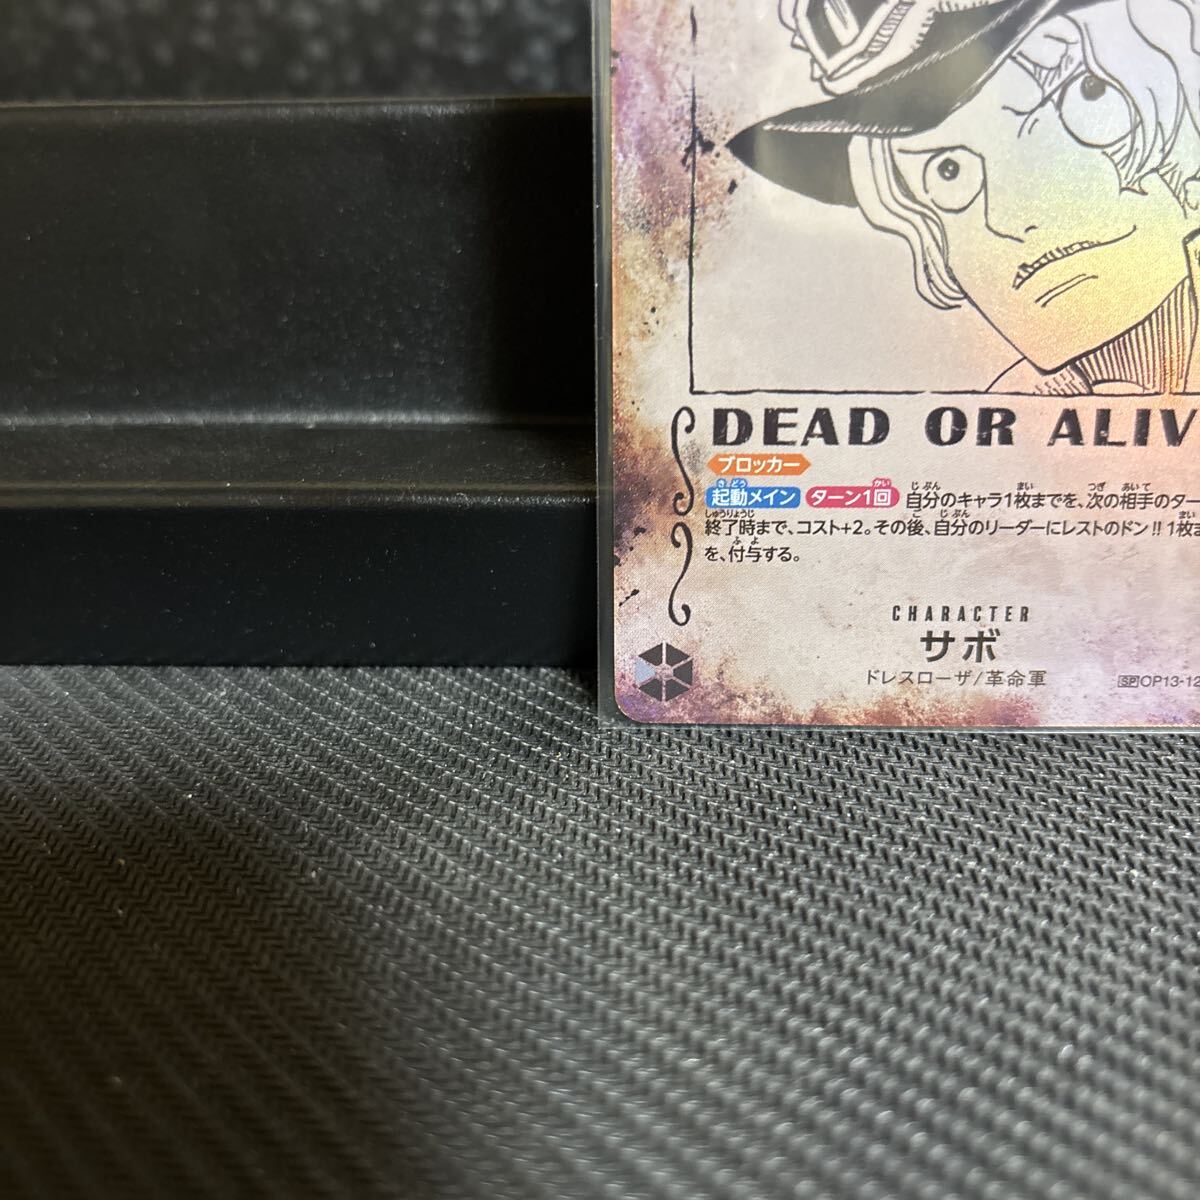 DEAD OR ALIV
ブロッカー
起動メイン ターン1回 自分のキャラ1枚までを、次の相手のター
終了時まで、コスト+2。その後、自分のリーダーにレストのドン!!1枚ま
を、付与する。
CHARACTER
サボ
ドレスローザ/革命軍
SP OP13-12